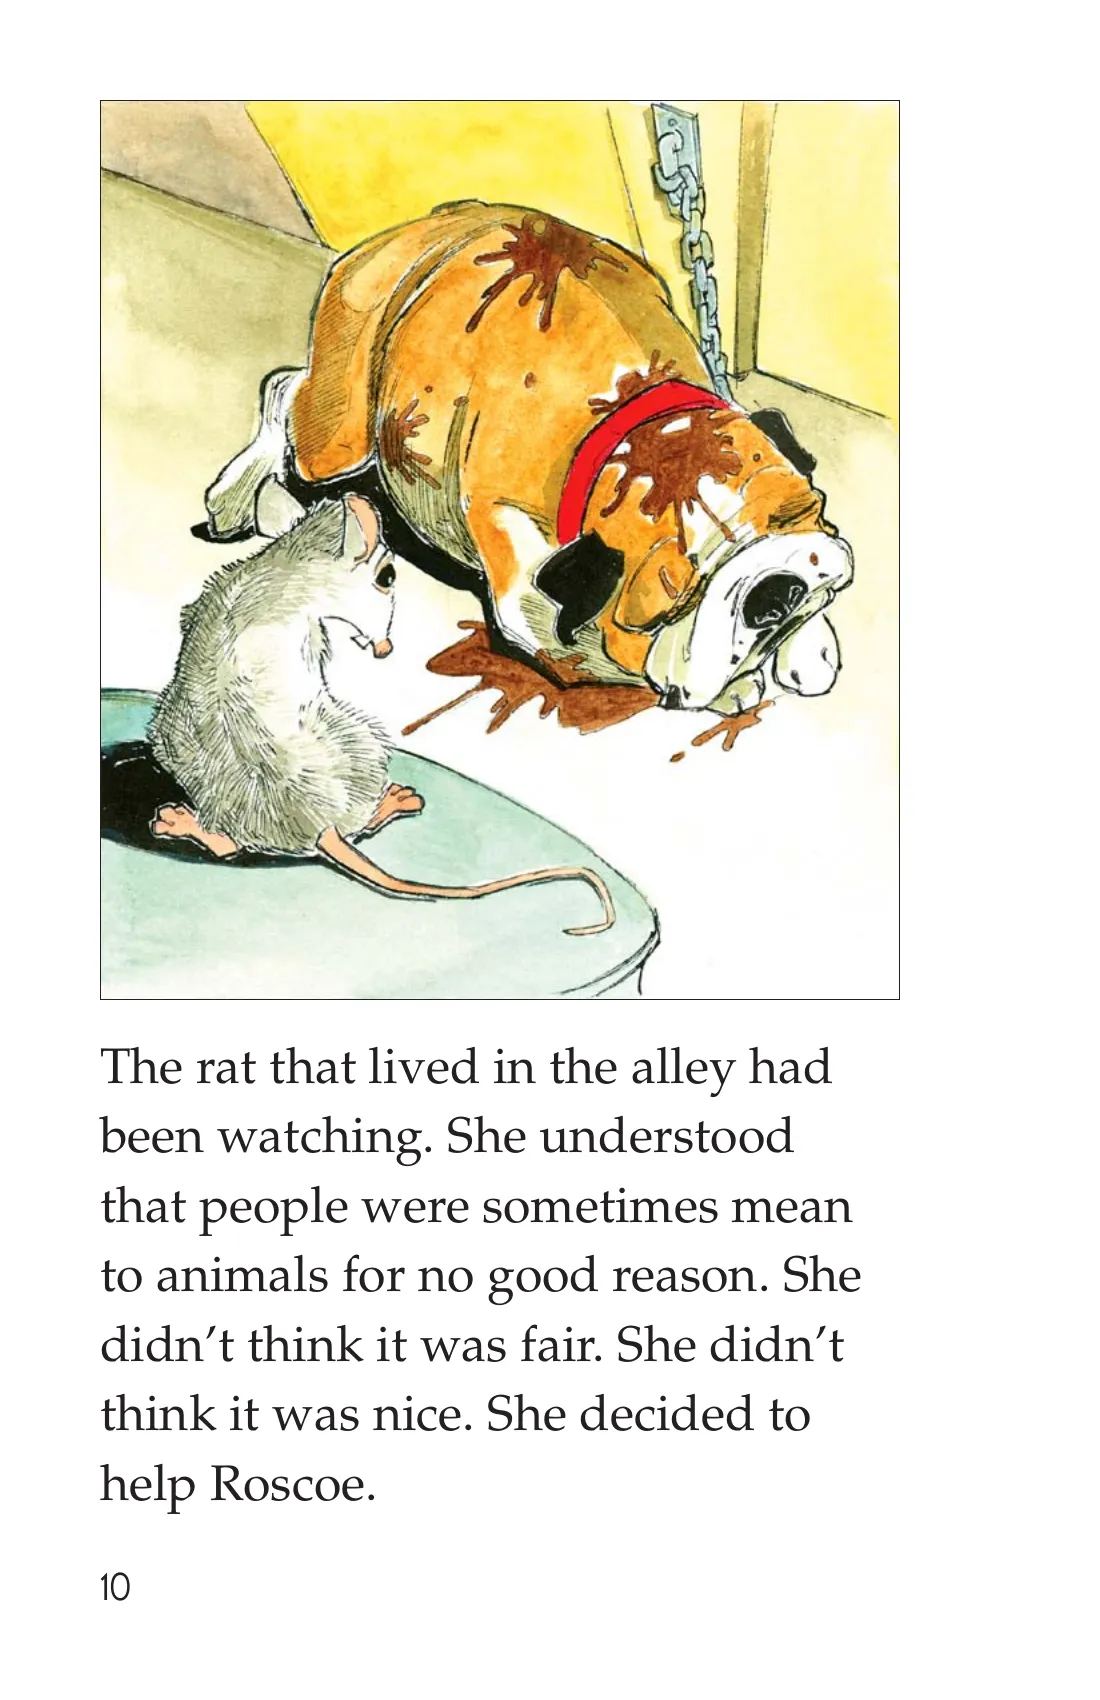 The rat that lived in the alley had
been watching. She understood
that people were sometimes mean
to animals for no good reason. She
didn’t think it was fair. She didn’t
think it was nice. She decided to
help Roscoe.
10